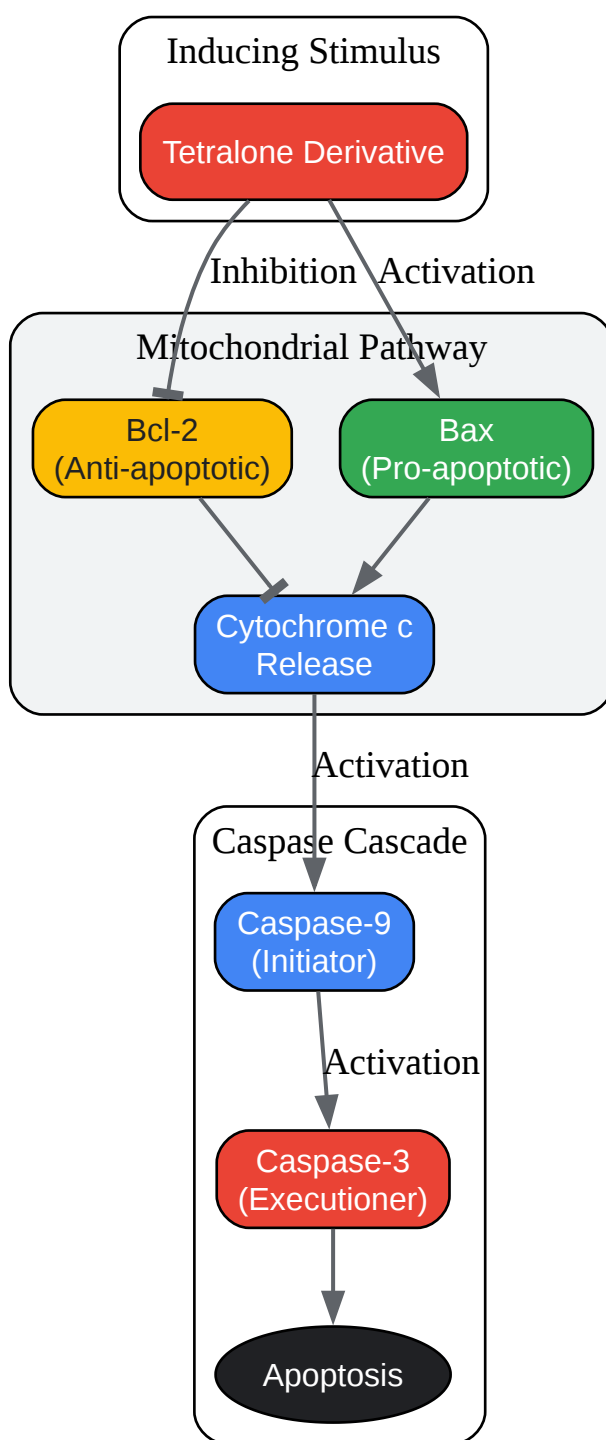 Inducing Stimulus
Tetralone Derivative
Inhibition
Activation
Mitochondrial Pathway
Bcl-2
(Anti-apoptotic)
Bax
(Pro-apoptotic)
Cytochrome c
Release
Activation
Caspase Cascade
Caspase-9
(Initiator)
Activation
Caspase-3
(Executioner)
Apoptosis